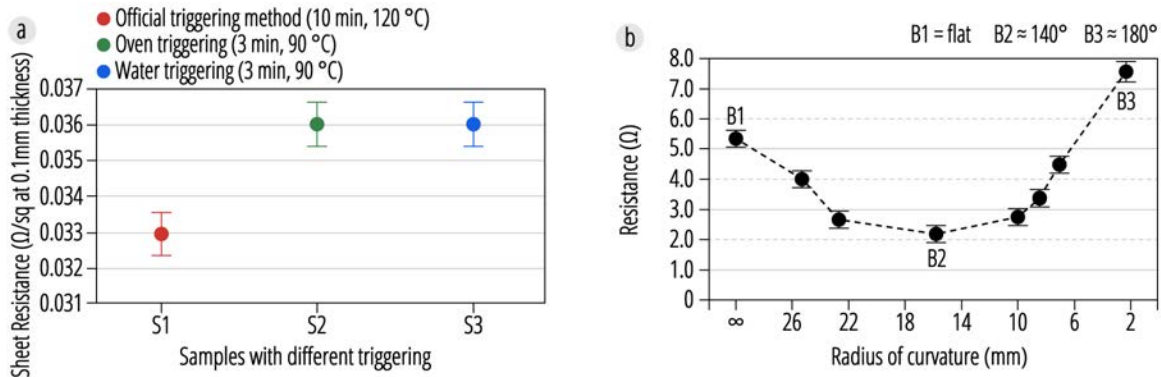 a
Official triggering method (10 min, 120 °C)
Oven triggering (3 min, 90 °C)
Water triggering (3 min, 90 °C)
Sheet Resistance (Ω/sq at 0.1mm thickness)
0.037
0.036
0.035
0.034
0.033
0.032
0.031
S1 S2 S3
Samples with different triggering
b
B1 = flat B2 ≈ 140° B3 ≈ 180°
Resistance (Ω)
8.0
7.0
6.0
5.0
4.0
3.0
2.0
1.0
0
B1
B2
B3
∞ 26 22 18 14 10 6 2
Radius of curvature (mm)